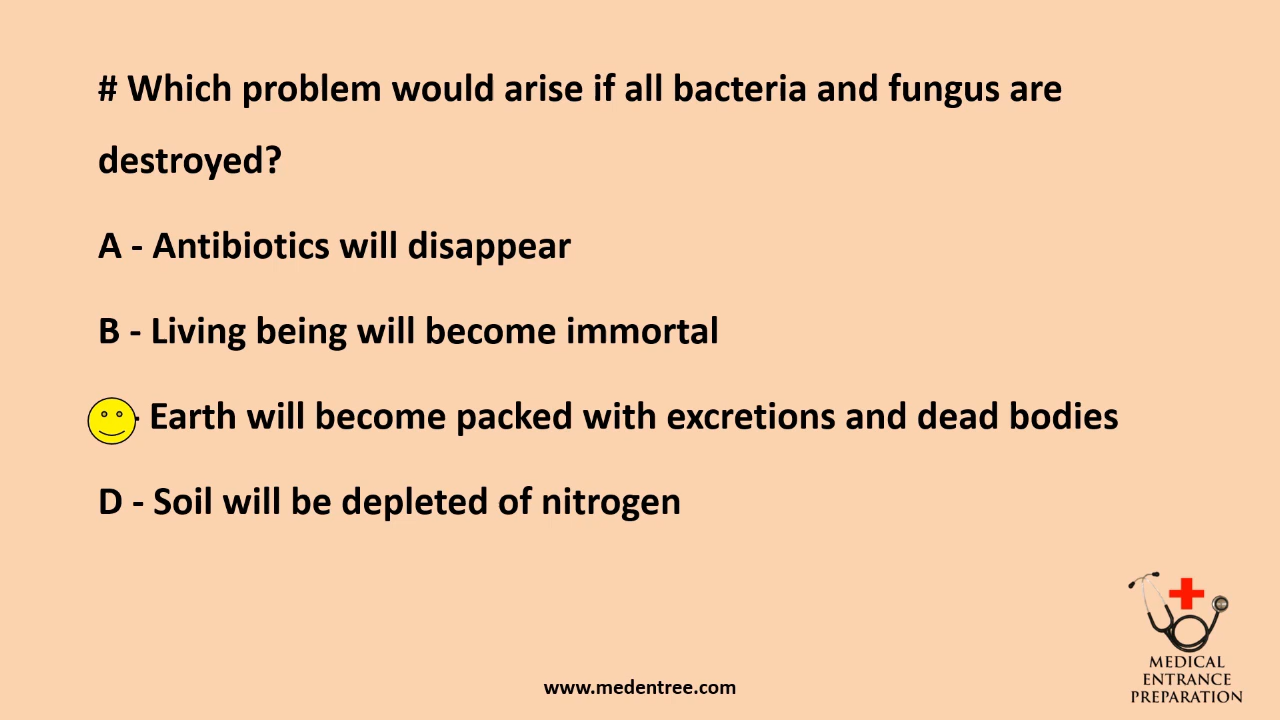 # Which problem would arise if all bacteria and fungus are
destroyed?
A - Antibiotics will disappear
B - Living being will become immortal
- Earth will become packed with excretions and dead bodies
D - Soil will be depleted of nitrogen
MEDICAL
ENTRANCE
PREPARATION
www.medentree.com